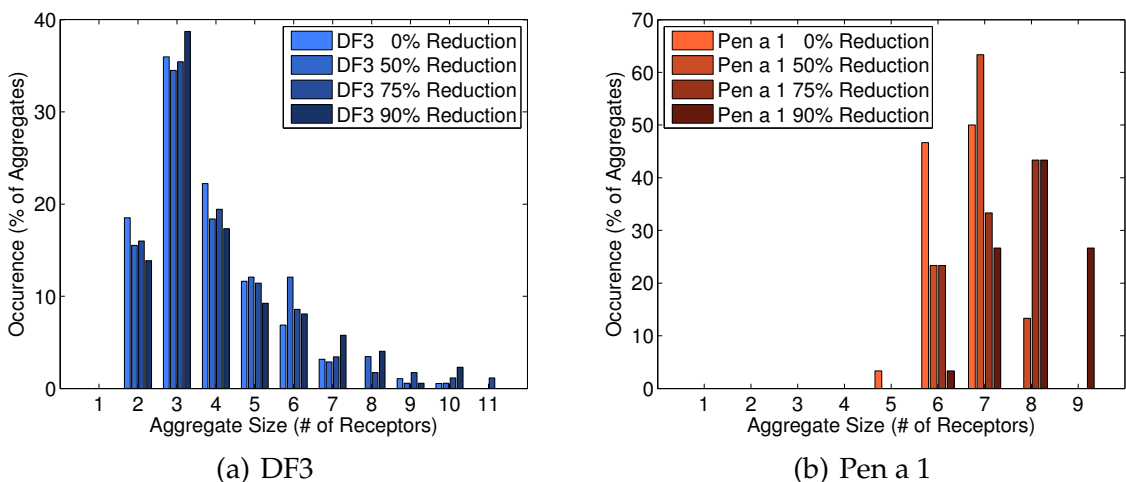 40
30
20
10
0
Occurence (% of Aggregates)
DF3 0% Reduction
DF3 50% Reduction
DF3 75% Reduction
DF3 90% Reduction
1 2 3 4 5 6 7 8 9 10 11
Aggregate Size (# of Receptors)
(a) DF3
70
60
50
40
30
20
10
0
Occurence (% of Aggregates)
Pen a 1 0% Reduction
Pen a 1 50% Reduction
Pen a 1 75% Reduction
Pen a 1 90% Reduction
1 2 3 4 5 6 7 8 9
Aggregate Size (# of Receptors)
(b) Pen a 1